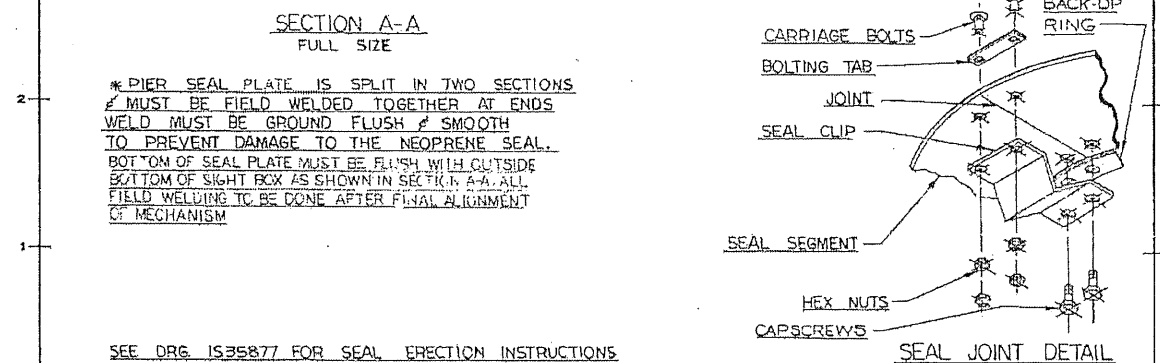 SECTION A-A
FULL SIZE
* PIER SEAL PLATE IS SPLIT IN TWO SECTIONS
& MUST BE FIELD WELDED TOGETHER AT ENDS
WELD MUST BE GROUND FLUSH & SMOOTH
TO PREVENT DAMAGE TO THE NEOPRENE SEAL.
BOTTOM OF SEAL PLATE MUST BE FLUSH WITH OUTSIDE
BOTTOM OF SIGHT BOX AS SHOWN IN SECTION A-A. ALL
FIELD WELDING TO BE DONE AFTER FINAL ALIGNMENT
OF MECHANISM
SEE DRG. IS35877 FOR SEAL ERECTION INSTRUCTIONS
2
1
BACK-UP
RING
CARRIAGE BOLTS
BOLTING TAB
JOINT
SEAL CLIP
SEAL SEGMENT
HEX NUTS
CAPSCREWS
SEAL JOINT DETAIL